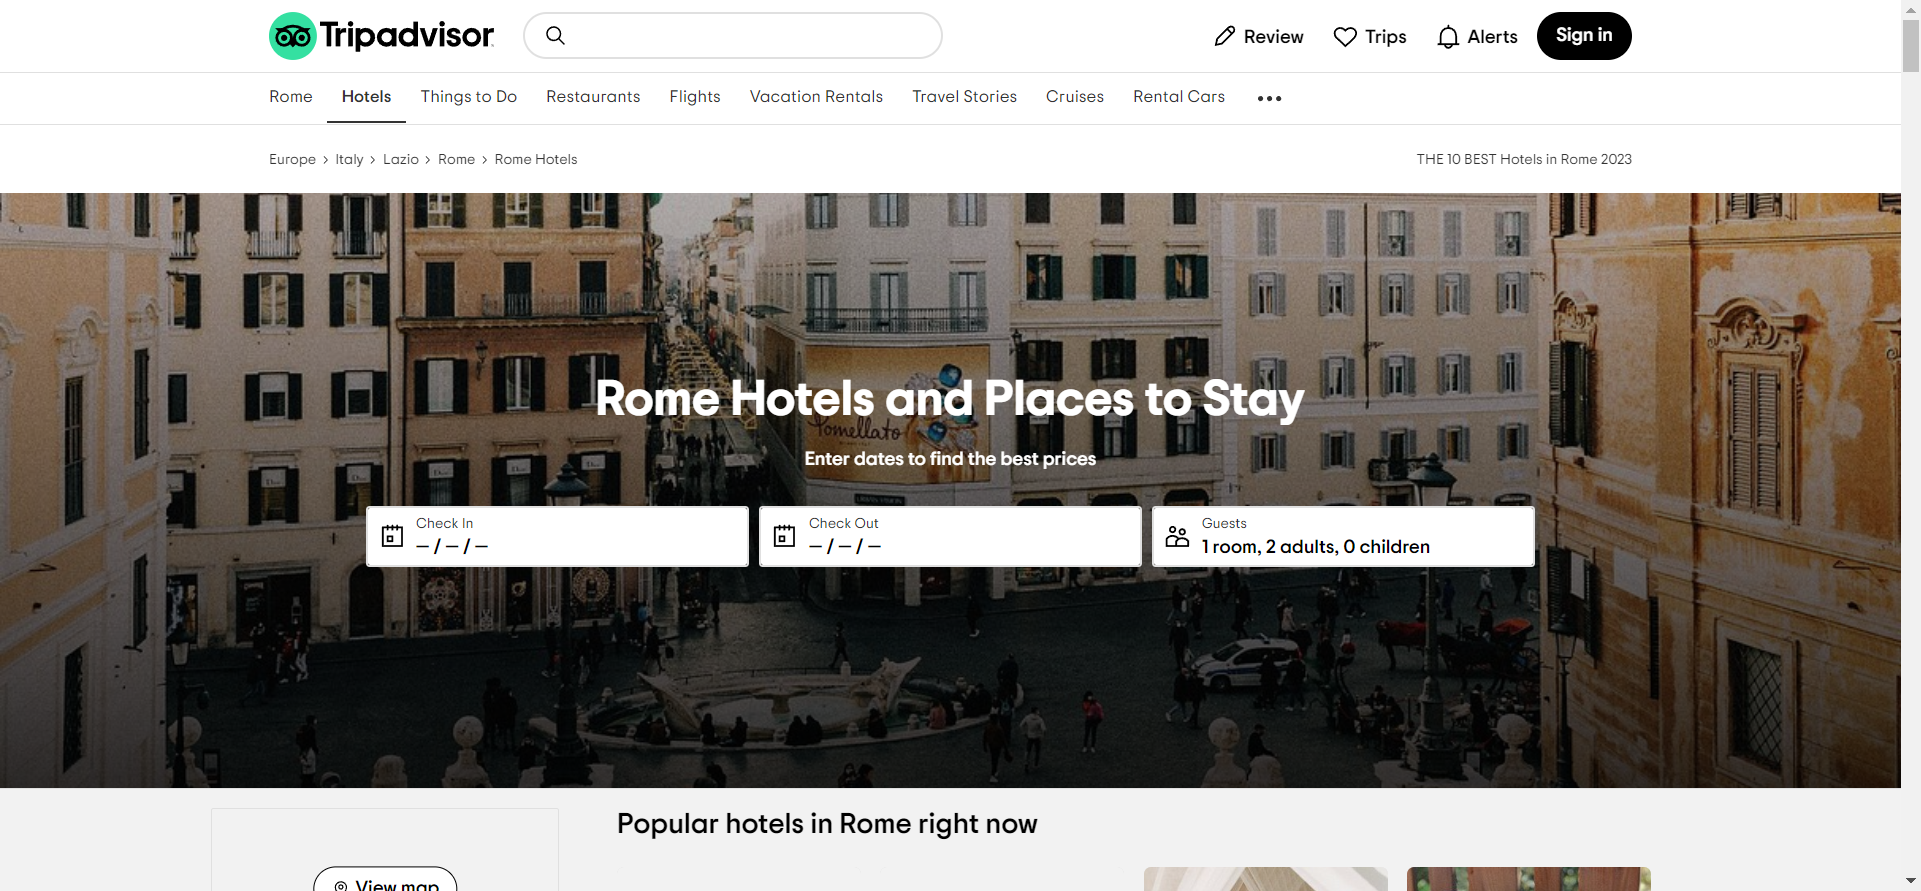 Tripadvisor
Review
Trips
Alerts
Sign in
Rome
Hotels
Things to Do
Restaurants
Flights
Vacation Rentals
Travel Stories
Cruises
Rental Cars
Europe › Italy › Lazio › Rome › Rome Hotels
THE 10 BEST Hotels in Rome 2023
Rome Hotels and Places to Stay
Pomellato
Enter dates to find the best prices
Check In
– / – / –
Check Out
– / – / –
Guests
1 room, 2 adults, 0 children
Popular hotels in Rome right now
View map